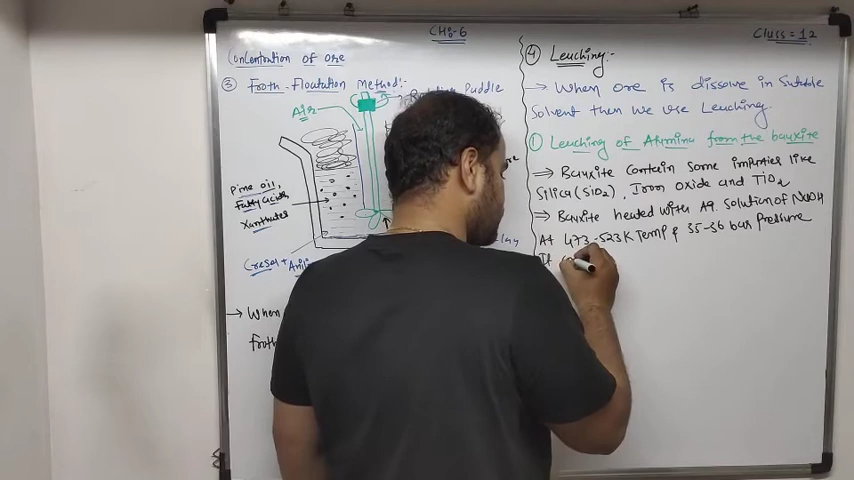 CH:-6
Class = 12
Concentration of ore
③ Froth-Floatation Method:-
Air
Paddle
Pine oil,
Fatty acids,
Xanthates
Cresol +
→ When
froth
④ Leaching:-
→ When ore is dissolve in Suitable
Solvent then we use Leaching.
① Leaching of Alumina from the bauxite
⇒ Bauxite contain some impurties like
Silica (SiO2), Iron Oxide and TiO2
⇒ Bauxite heated with Aq. Solution of NaOH
At 473-523K Temp & 35-36 bar Pressure
It